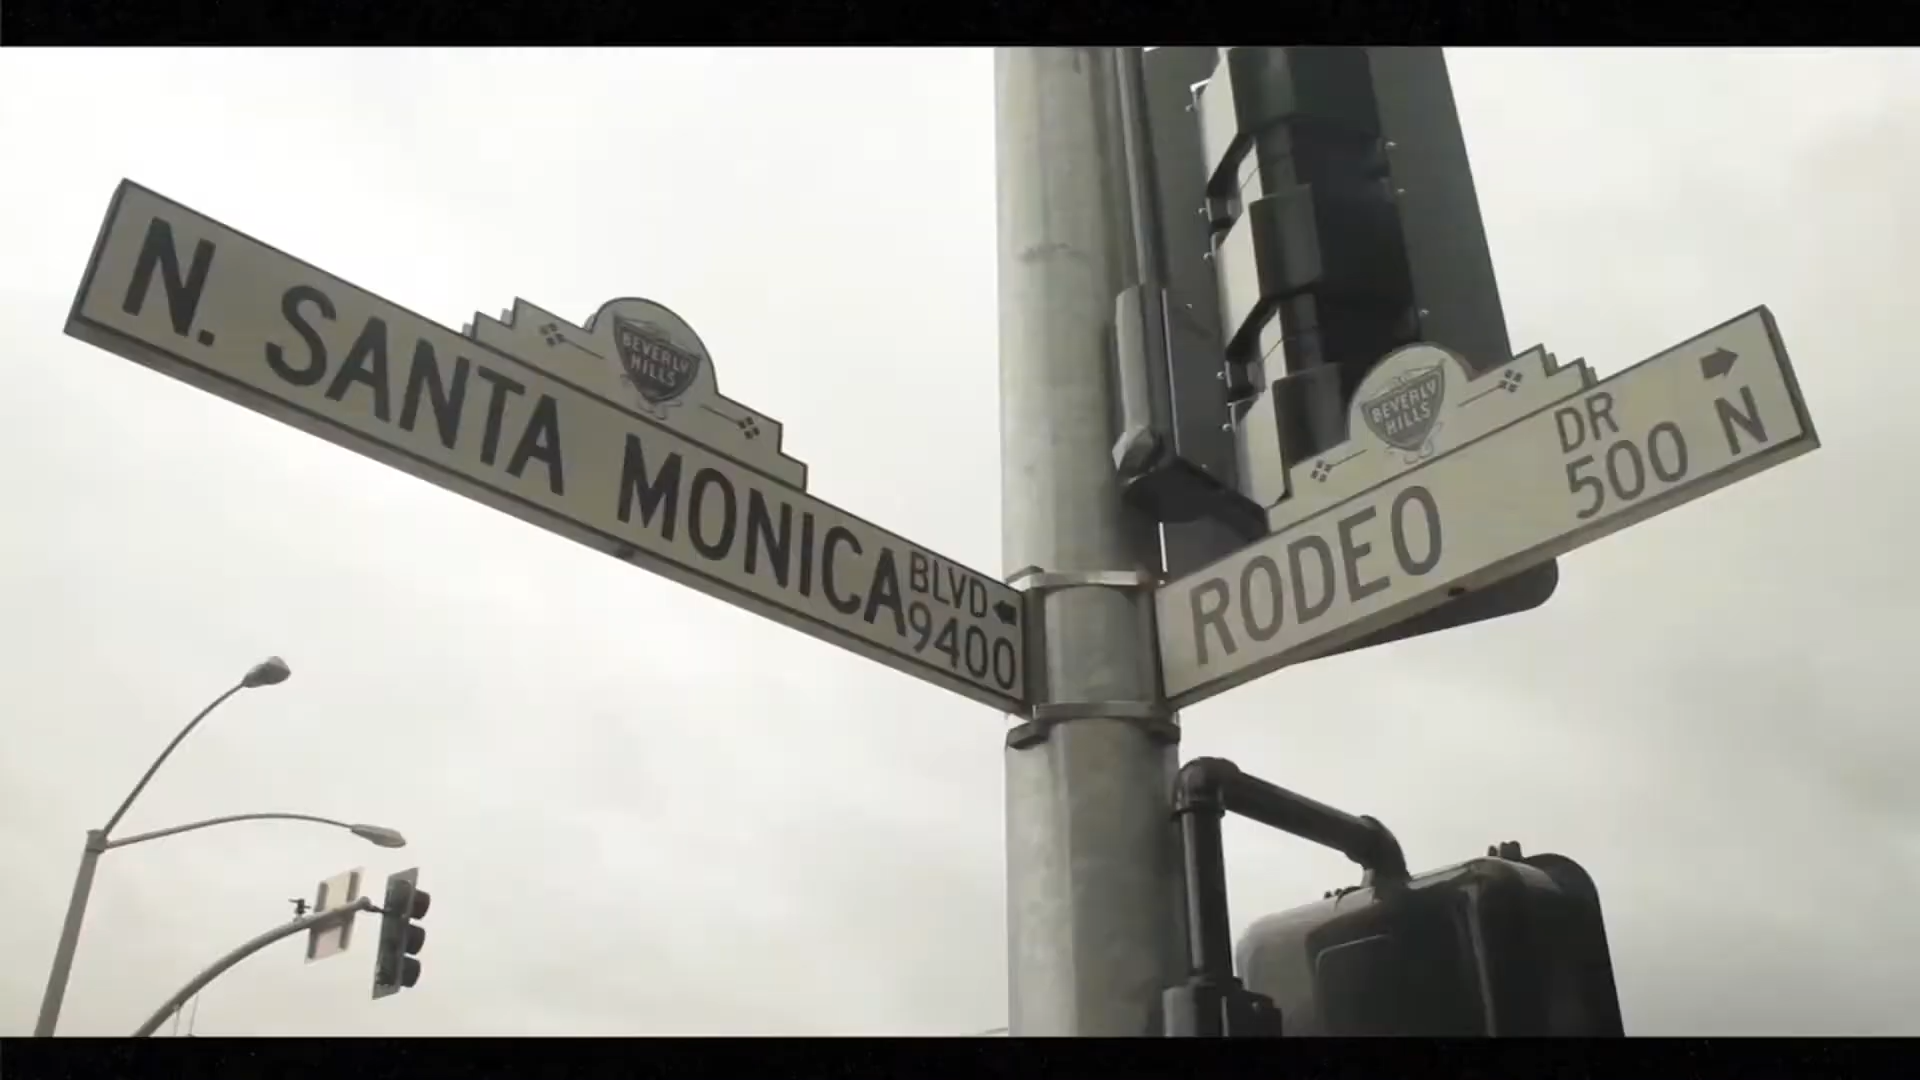 BEVERLY
HILLS
N. SANTA MONICA BLVD
9400
BEVERLY
HILLS
RODEO DR
500 N